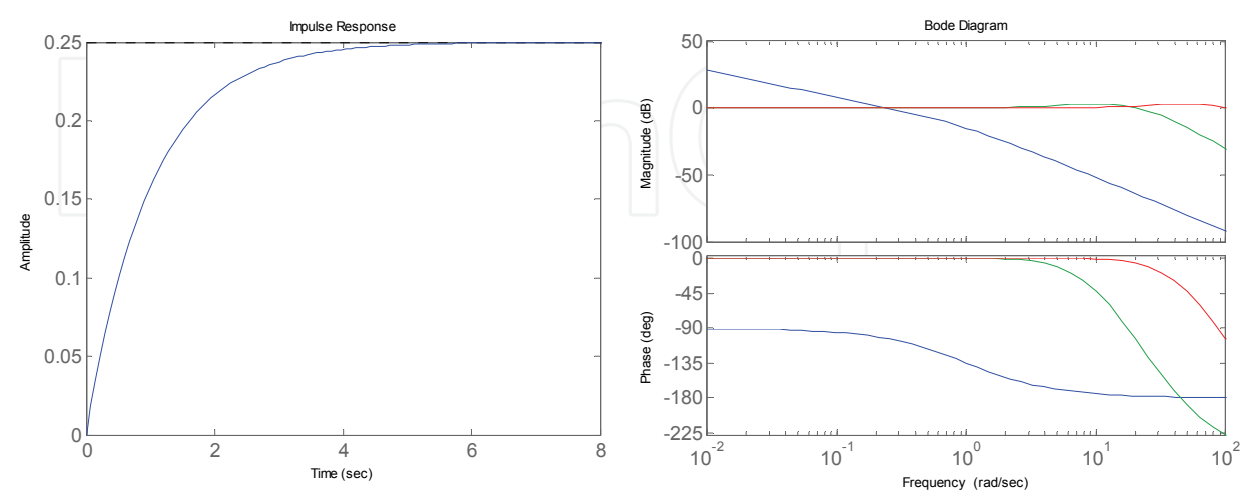 Impulse Response
0.25
0.2
0.15
0.1
0.05
0
Amplitude
0 2 4 6 8
Time (sec)
Bode Diagram
50
0
-50
-100
Magnitude (dB)
0
-45
-90
-135
-180
-225
Phase (deg)
10^-2 10^-1 10^0 10^1 10^2
Frequency (rad/sec)